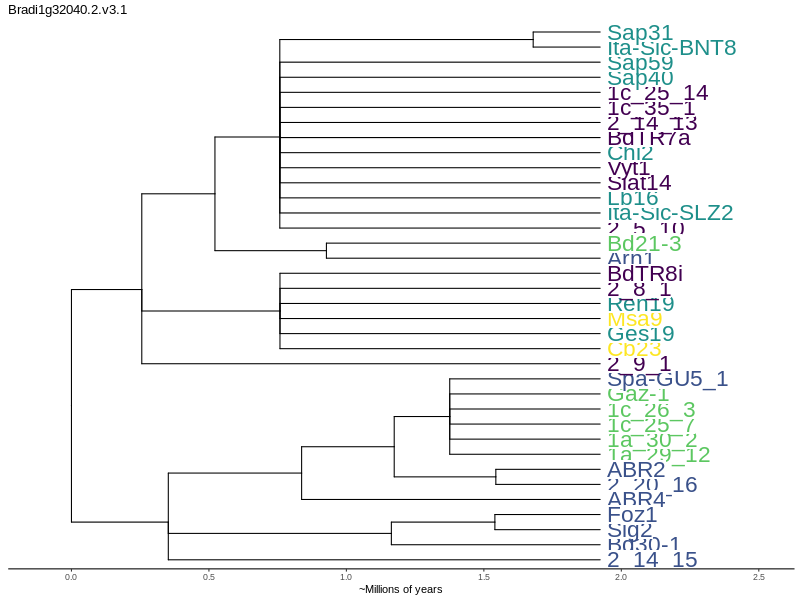 Bradi1g32040.2.v3.1
Sap31
Ita-Sic-BNT8
Sap59
Sap40
1c_25_14
1c_35_1
2_14_13
BdTR7a
Chi2
Vyt1
Slat14
Lb16
Ita-Sic-SLZ2
2_5_10
Bd21-3
Arn1
BdTR8i
2_8_1
Ren19
Msa9
Ges19
Cb23
2_9_1
Spa-GU5_1
Gaz-1
1c_26_3
1c_25_7
1a_30_2
1a_29_12
ABR2
2_20_16
ABR4
Foz1
Sig2
Bd30-1
2_14_15
0.0 0.5 1.0 1.5 2.0 2.5
~Millions of years